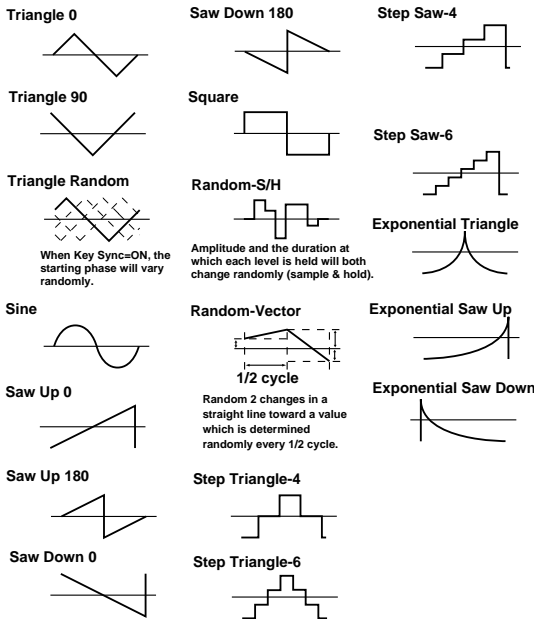 Triangle 0
Triangle 90
Triangle Random
When Key Sync=ON, the
starting phase will vary
randomly.
Sine
Saw Up 0
Saw Up 180
Saw Down 0
Saw Down 180
Square
Random-S/H
Amplitude and the duration at
which each level is held will both
change randomly (sample & hold).
Random-Vector
1/2 cycle
Random 2 changes in a
straight line toward a value
which is determined
randomly every 1/2 cycle.
Step Triangle-4
Step Triangle-6
Step Saw-4
Step Saw-6
Exponential Triangle
Exponential Saw Up
Exponential Saw Down